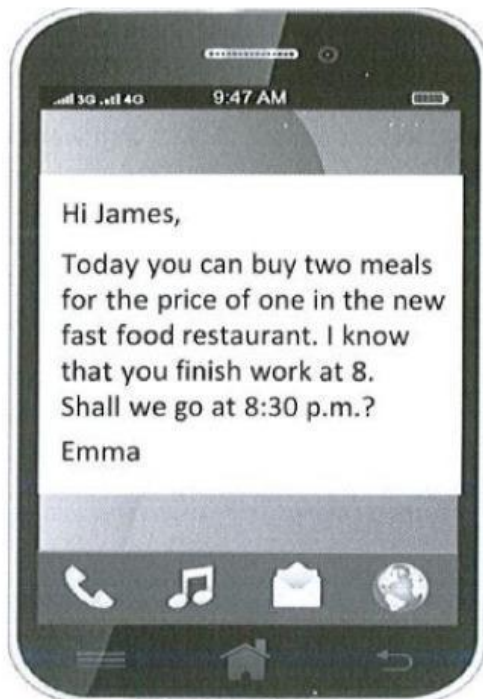 3G 4G 9:47 AM
Hi James,
Today you can buy two meals
for the price of one in the new
fast food restaurant. I know
that you finish work at 8.
Shall we go at 8:30 p.m.?
Emma